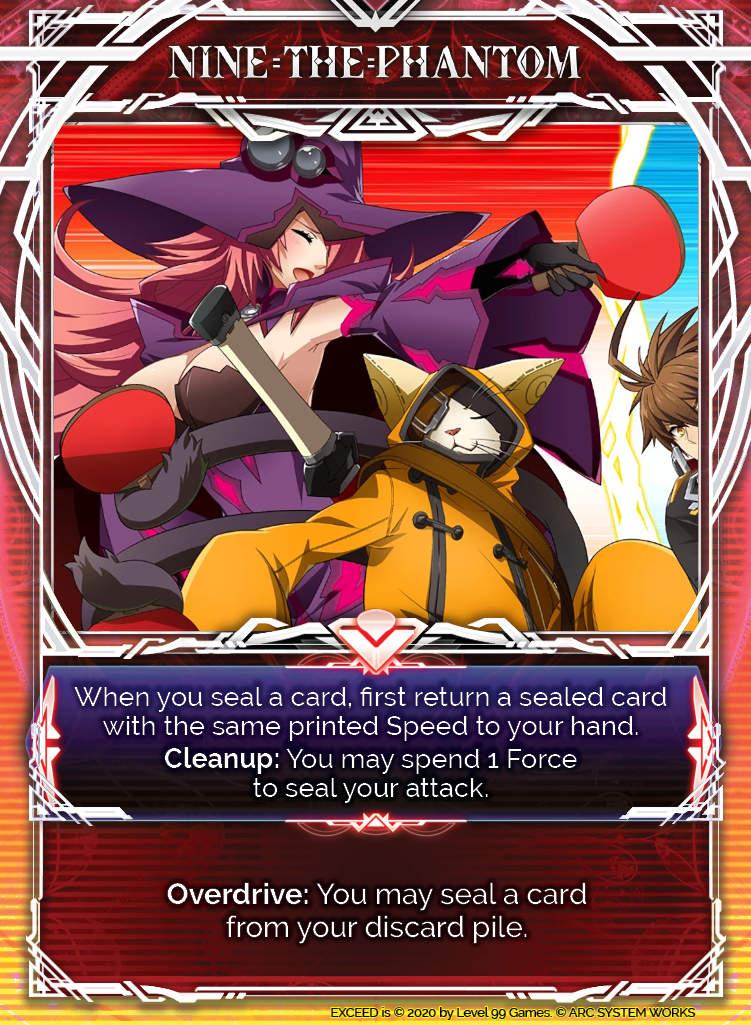 NINE=THE=PHANTOM
When you seal a card, first return a sealed card
with the same printed Speed to your hand.
Cleanup: You may spend 1 Force
to seal your attack.
Overdrive: You may seal a card
from your discard pile.
EXCEED is © 2020 by Level 99 Games. © ARC SYSTEM WORKS